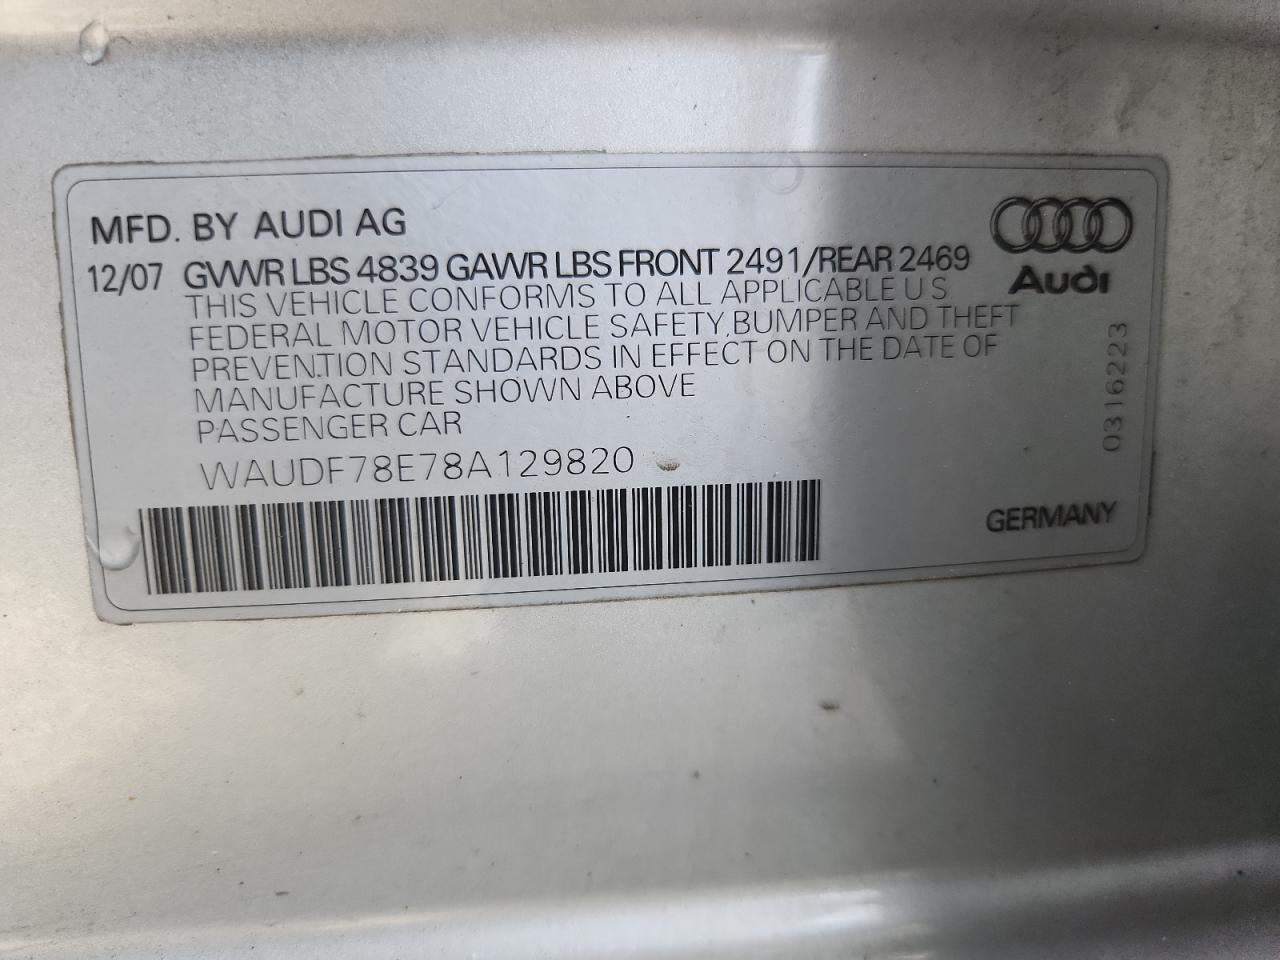 MFD. BY AUDI AG
12/07 GVWR LBS 4839 GAWR LBS FRONT 2491/REAR 2469
THIS VEHICLE CONFORMS TO ALL APPLICABLE U S
FEDERAL MOTOR VEHICLE SAFETY, BUMPER AND THEFT
PREVENTION STANDARDS IN EFFECT ON THE DATE OF
MANUFACTURE SHOWN ABOVE
PASSENGER CAR
WAUDF78E78A129820
Audi
0316223
GERMANY